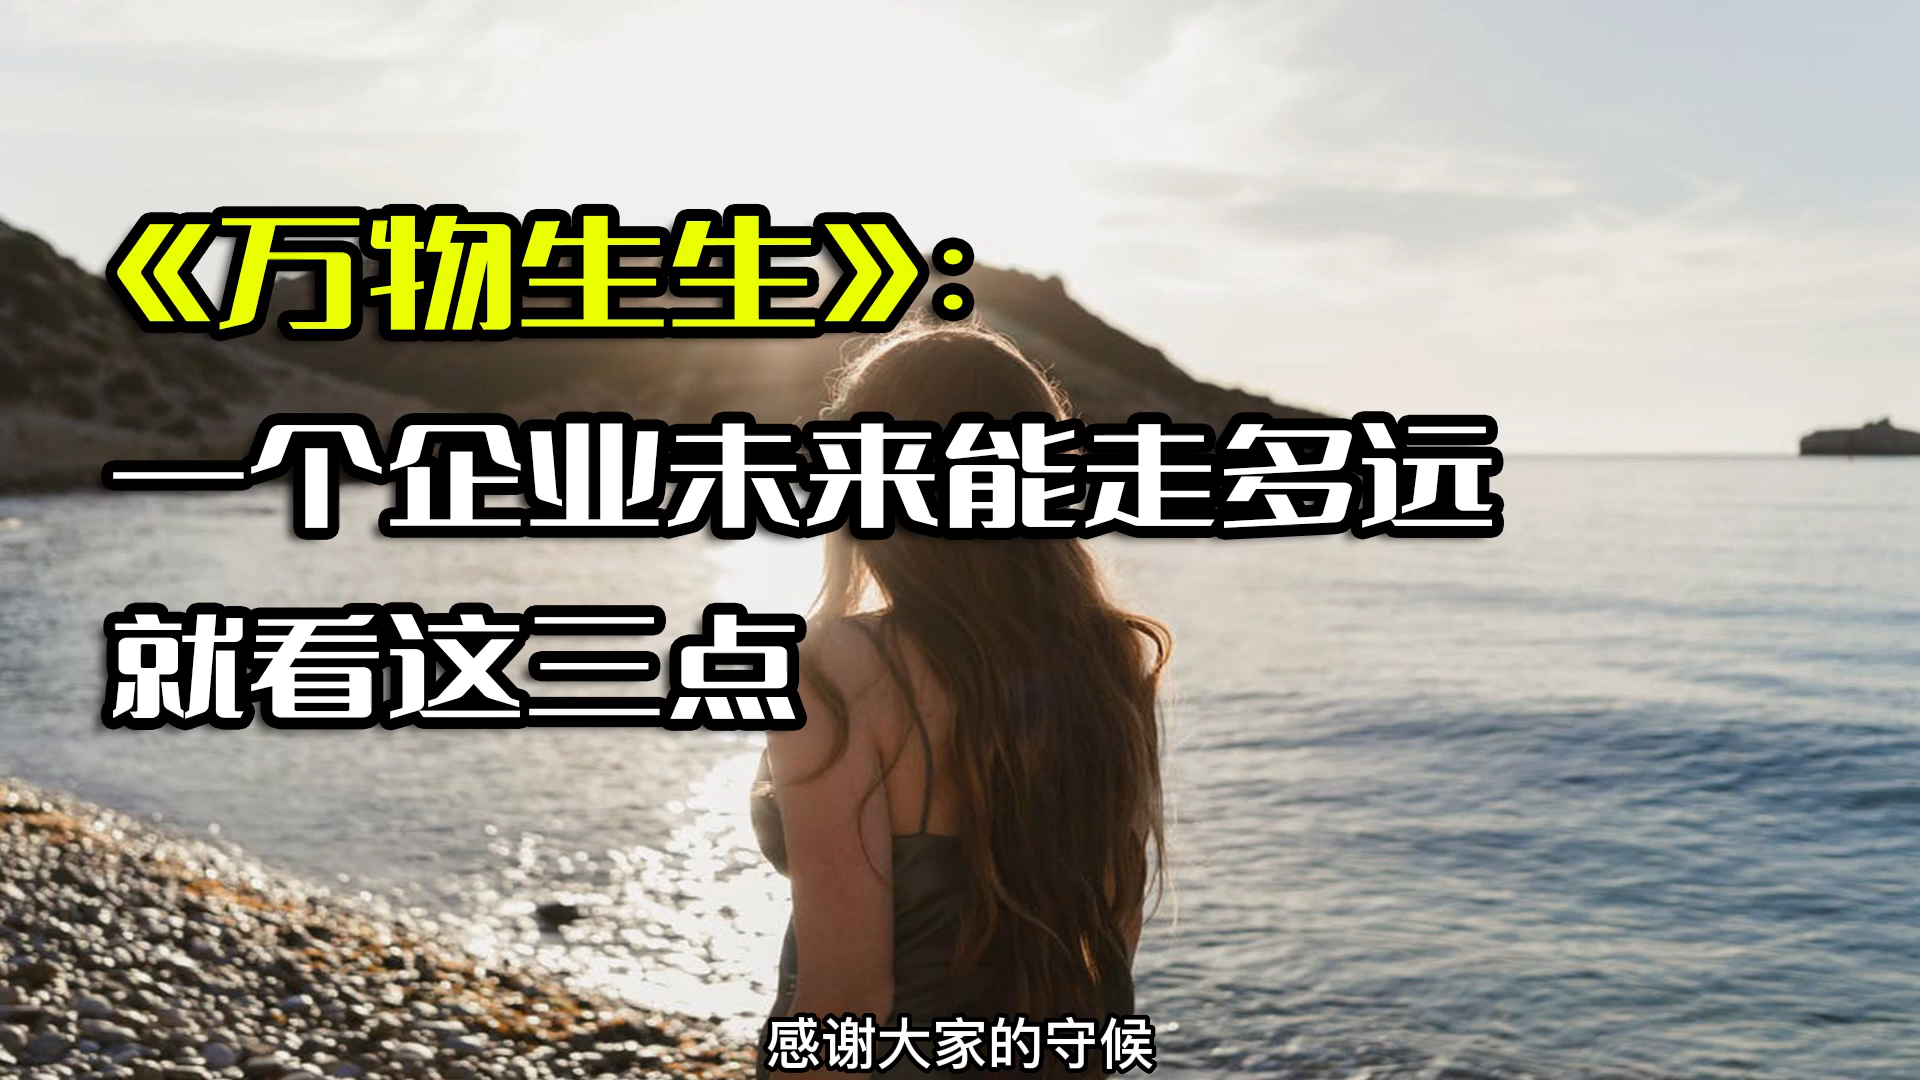 《万物生生》:
一个企业未来能走多远
就看这三点
感谢大家的守候